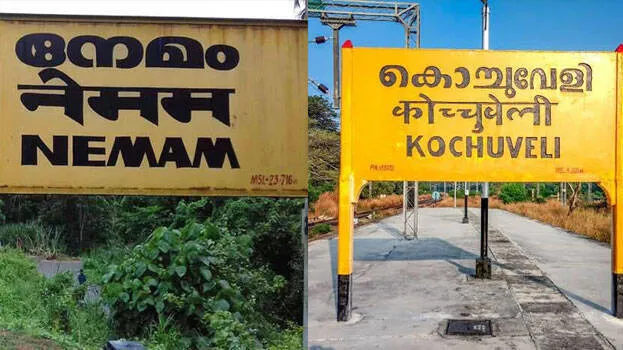 നേമം
नेमम
NEMAM
MSL-23-716 M
കൊച്ചുവേളി
कोच्चुवेली
KOCHUVELI